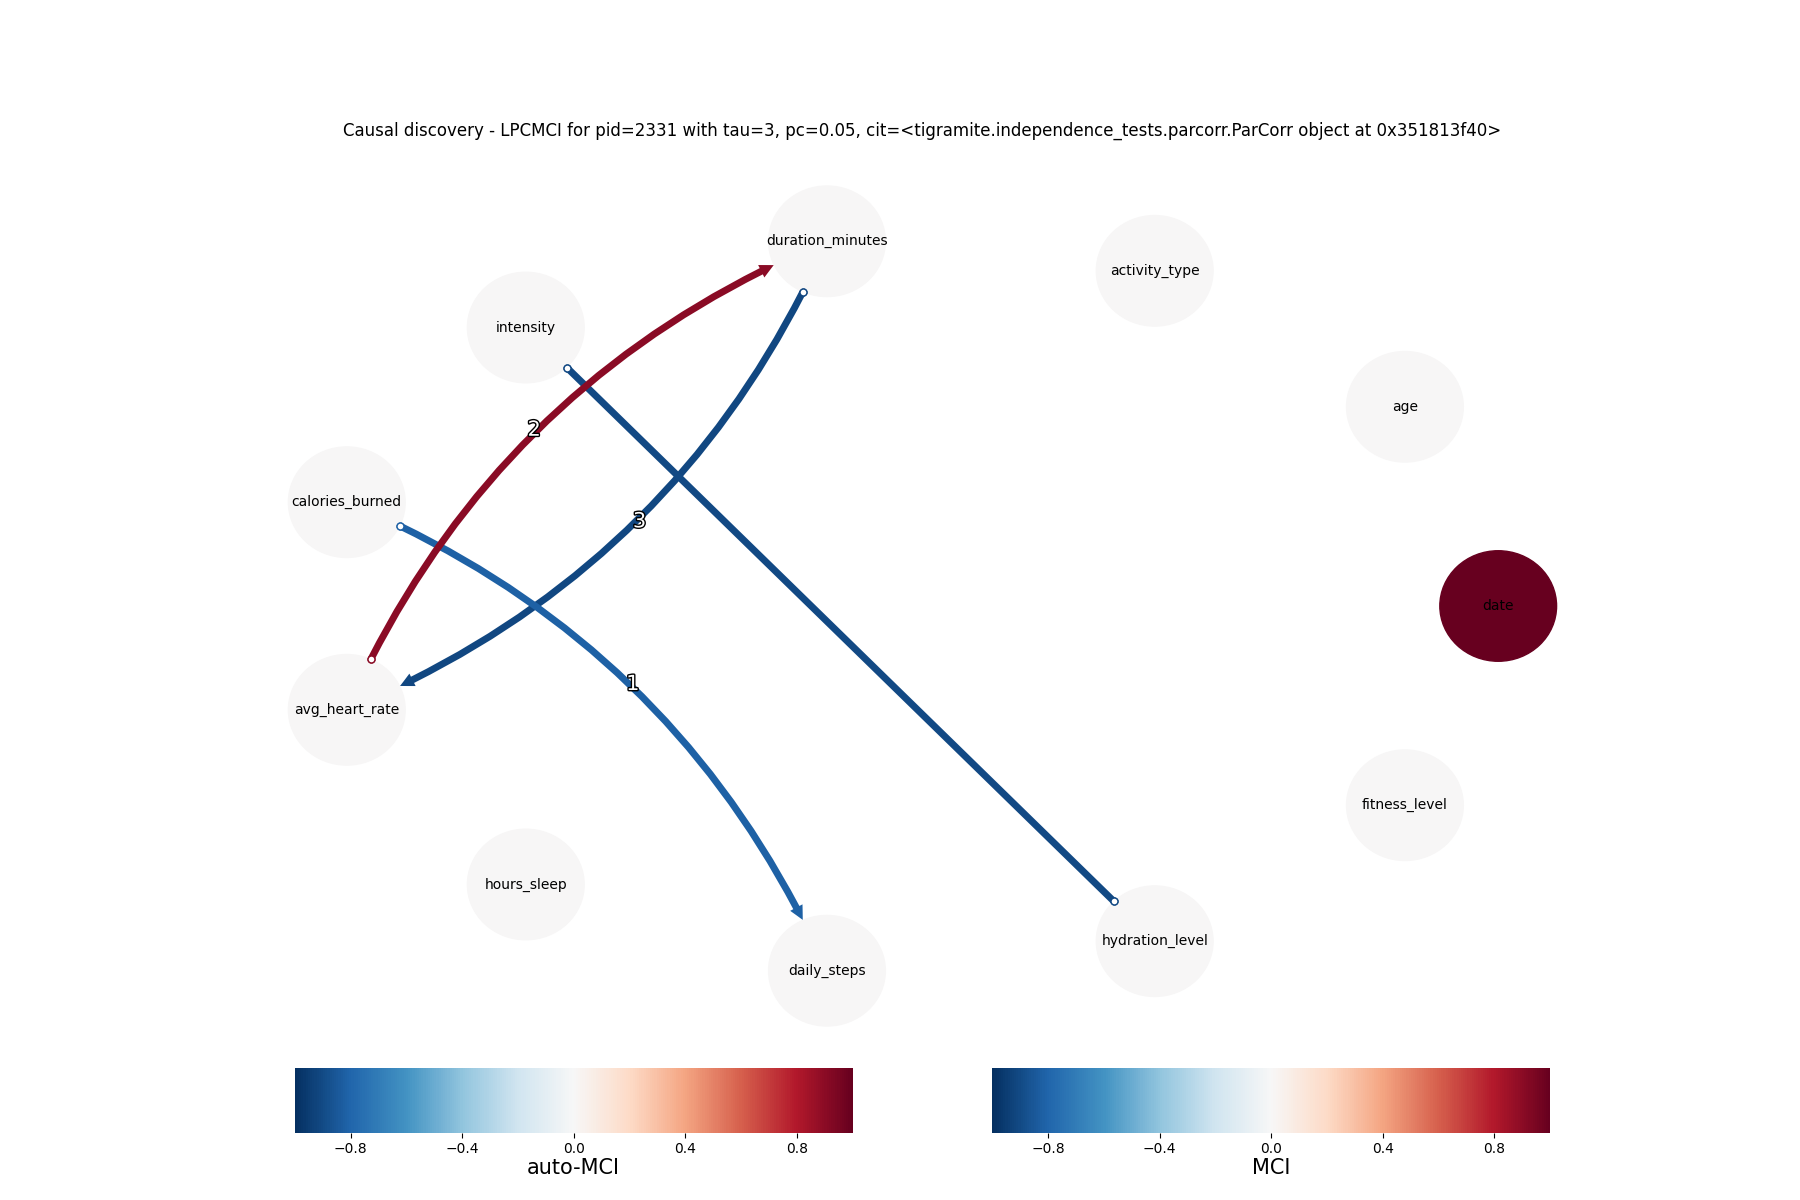 Causal discovery - LPCMCI for pid=2331 with tau=3, pc=0.05, cit=<tigramite.independence_tests.parcorr.ParCorr object at 0x351813f40>
duration_minutes
activity_type
intensity
age
2
calories_burned
3
date
1
avg_heart_rate
fitness_level
hours_sleep
hydration_level
daily_steps
−0.8 −0.4 0.0 0.4 0.8
auto-MCI
−0.8 −0.4 0.0 0.4 0.8
MCI